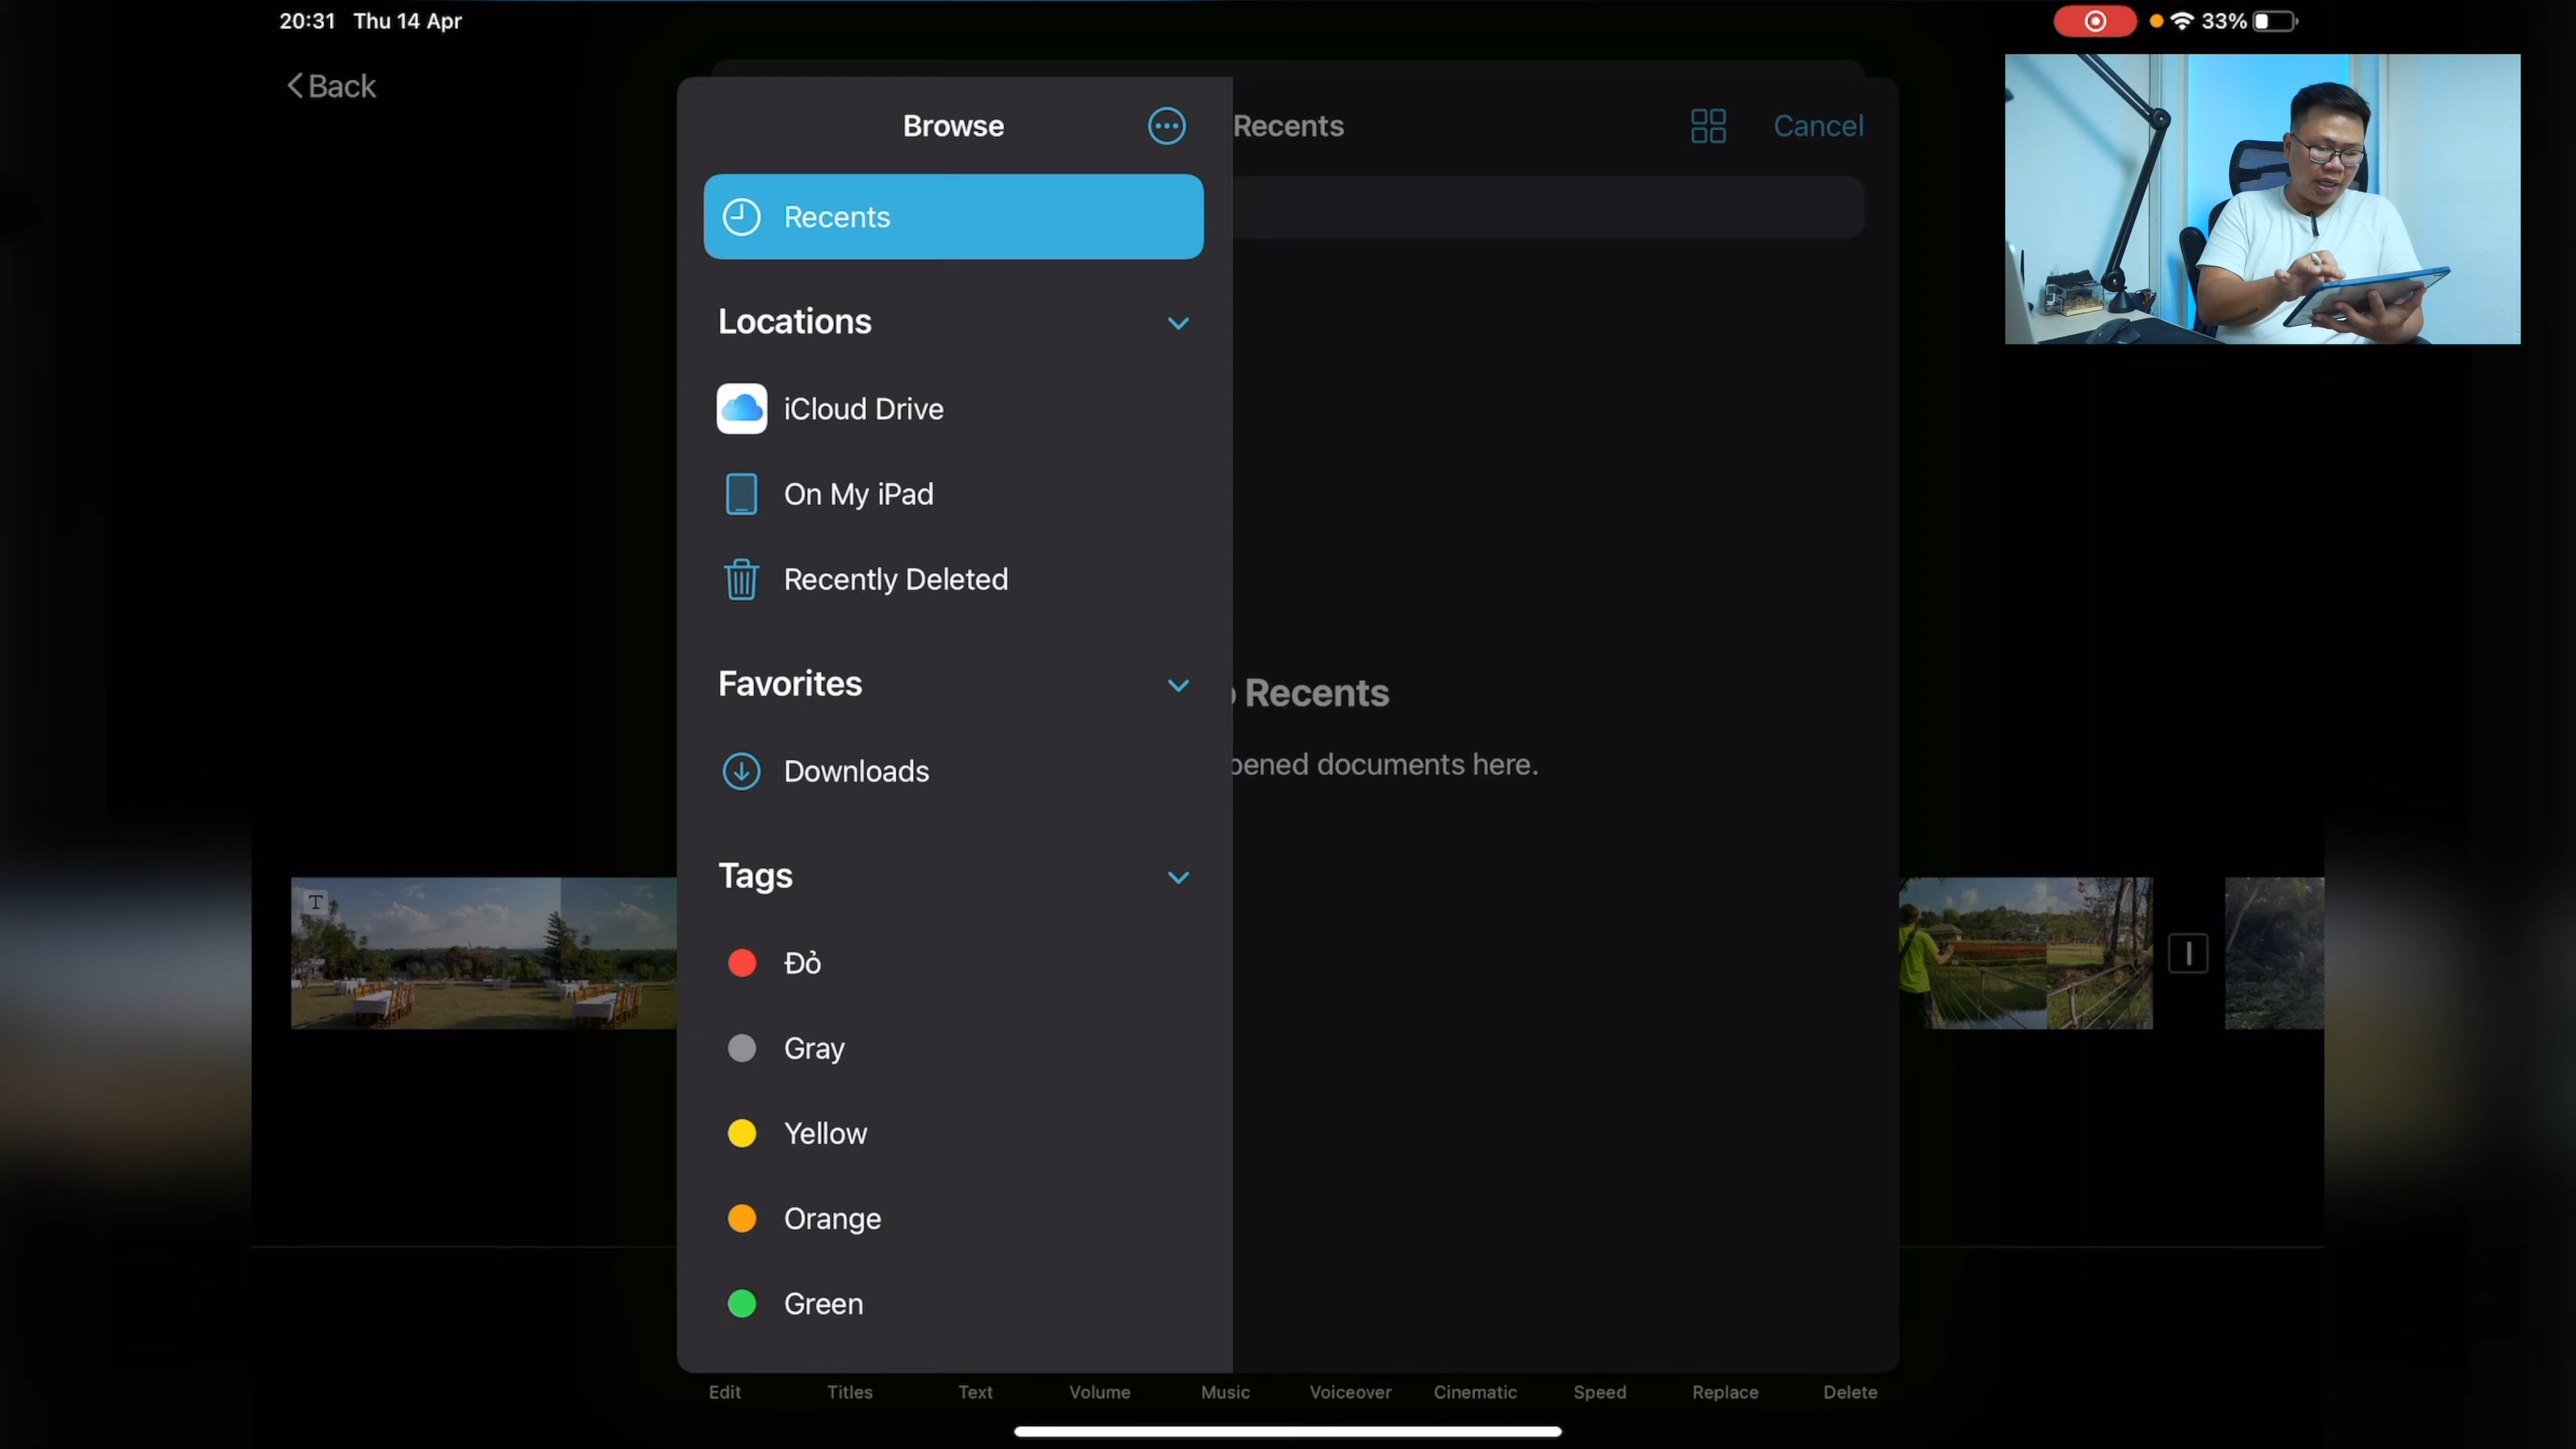 20:31 Thu 14 Apr
33%
Back
Browse
Recents
Cancel
Recents
Locations
iCloud Drive
On My iPad
Recently Deleted
Favorites
Recents
Downloads
documents here.
Tags
T
Đỏ
Gray
Yellow
Orange
Green
Edit Titles Text Volume Music Voiceover Cinematic Speed Replace Delete